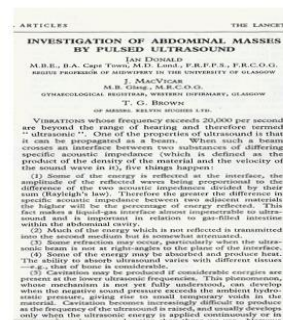 . ARTICLES THE LANCET
INVESTIGATION OF ABDOMINAL MASSES
BY PULSED ULTRASOUND
IAN DONALD
M.B.E., B.A. Cape Town, M.D. Lond., F.R.F.P.S., F.R.C.O.G.
REGIUS PROFESSOR OF MIDWIFERY IN THE UNIVERSITY OF GLASGOW
J. MACVICAR
M.B. Glasg., M.R.C.O.G.
GYNÆCOLOGICAL REGISTRAR, WESTERN INFIRMARY, GLASGOW
T. G. BROWN
OF MESSRS. KELVIN HUGHES LTD.
VIBRATIONS whose frequency exceeds 20,000 per second
are beyond the range of hearing and therefore termed
" ultrasonic ". One of the properties of ultrasound is that
it can be propagated as a beam. When such a beam
crosses an interface between two substances of differing
specific acoustic impedance (which is defined as the
product of the density of the material and the velocity of
the sound wave in it), five things happen:
(1) Some of the energy is reflected at the interface, the
amplitude of the reflected waves being proportional to the
difference of the two acoustic impedances divided by their
sum (Rayleigh's law). Therefore the greater the difference in
specific acoustic impedance between two adjacent materials
the higher will be the percentage of energy reflected. This
fact makes a liquid-gas interface almost impenetrable to ultra-
sound and is important in relation to gas-filled intestine
within the abdominal cavity.
(2) Much of the energy which is not reflected is transmitted
into the second medium but is somewhat attenuated.
(3) Some refraction may occur, particularly when the ultra-
sonic beam is not at right-angles to the plane of the interface.
(4) Some of the energy may be absorbed and produce heat.
The ability to absorb ultrasound varies with different tissues
—e.g., that of bone is considerable.
(5) Cavitation may be produced if considerable energies are
present at the lower ultrasonic frequencies. This phenomenon,
whose mechanism is not yet fully understood, can develop
when the negative sound pressure exceeds the ambient hydro-
static pressure, giving rise to small temporary voids in the
material. Cavitation becomes increasingly difficult to produce
as the frequency of the ultrasound is raised, and usually develops
only when the ultrasonic energy is applied continuously or in